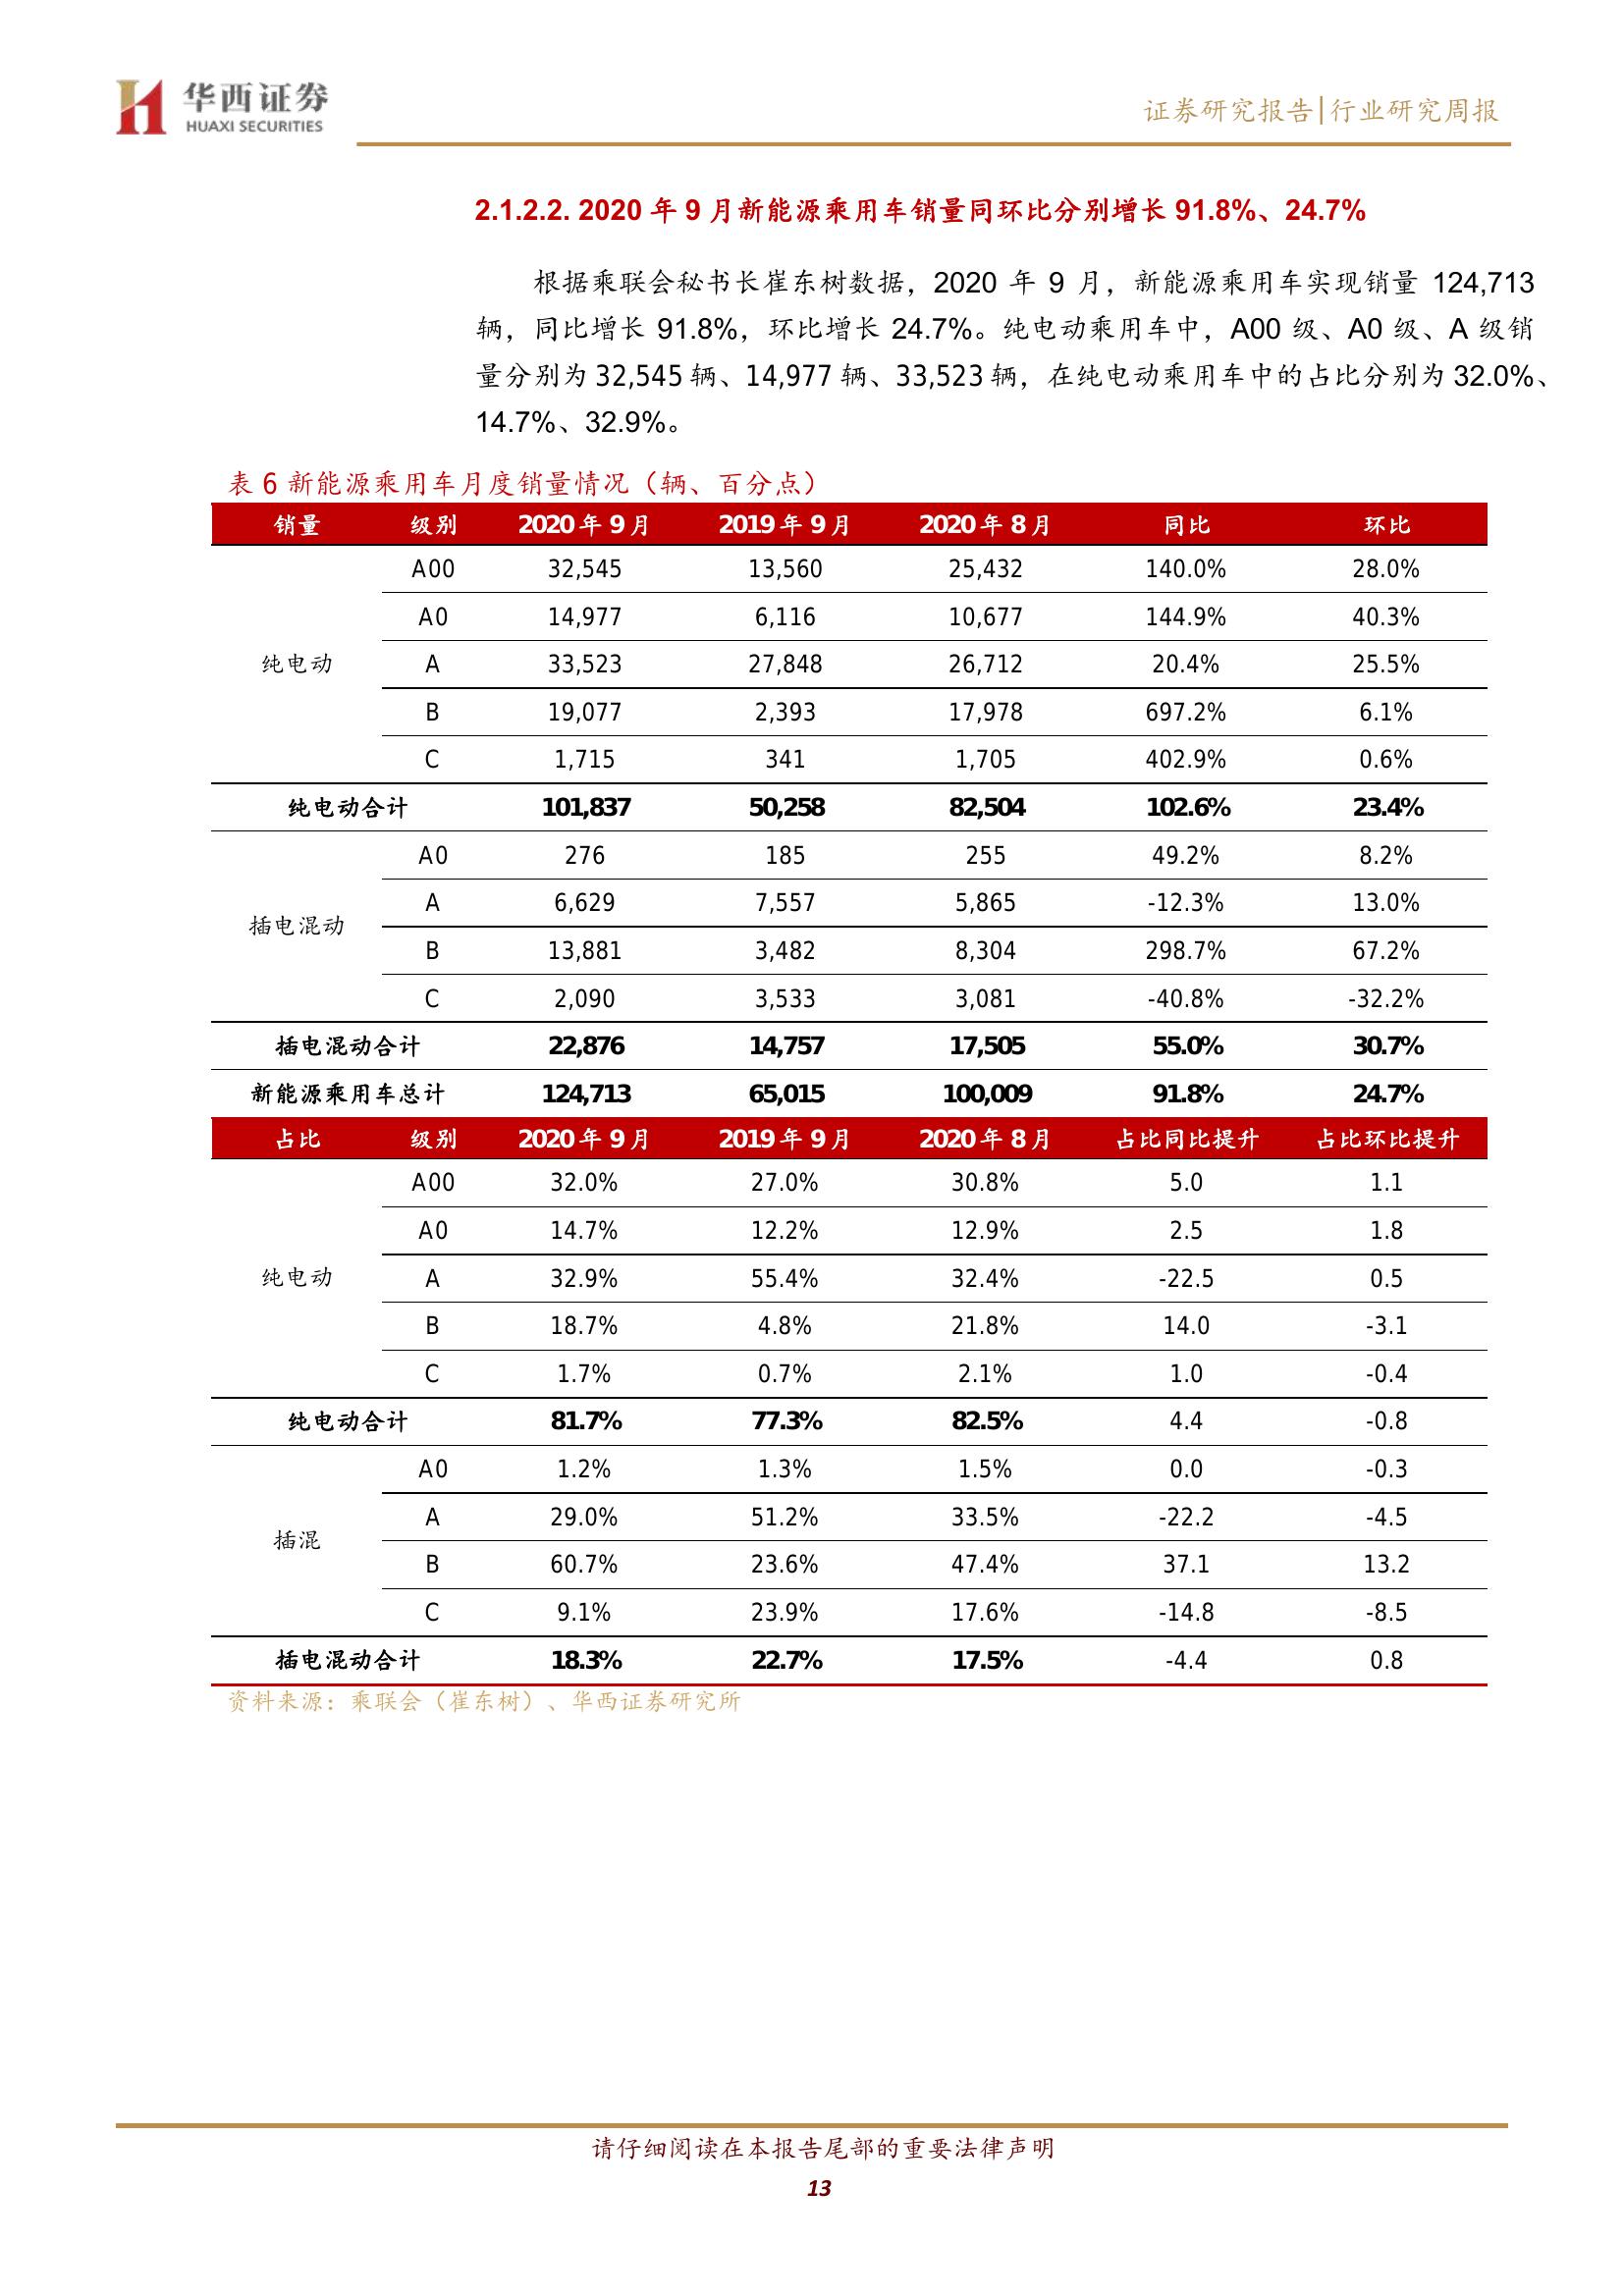 华西证券
HUAXI SECURITIES
证券研究报告|行业研究周报
2.1.2.2. 2020 年 9 月新能源乘用车销量同环比分别增长 91.8%、24.7%
根据乘联会秘书长崔东树数据，2020 年 9 月，新能源乘用车实现销量 124,713
辆，同比增长 91.8%，环比增长 24.7%。纯电动乘用车中，A00 级、A0 级、A 级销
量分别为 32,545 辆、14,977 辆、33,523 辆，在纯电动乘用车中的占比分别为 32.0%、
14.7%、32.9%。
表 6 新能源乘用车月度销量情况（辆、百分点）
销量 级别 2020 年 9 月 2019 年 9 月 2020 年 8 月 同比 环比
A00 32,545 13,560 25,432 140.0% 28.0%
A0 14,977 6,116 10,677 144.9% 40.3%
纯电动 A 33,523 27,848 26,712 20.4% 25.5%
B 19,077 2,393 17,978 697.2% 6.1%
C 1,715 341 1,705 402.9% 0.6%
纯电动合计 101,837 50,258 82,504 102.6% 23.4%
A0 276 185 255 49.2% 8.2%
A 6,629 7,557 5,865 -12.3% 13.0%
插电混动
B 13,881 3,482 8,304 298.7% 67.2%
C 2,090 3,533 3,081 -40.8% -32.2%
插电混动合计 22,876 14,757 17,505 55.0% 30.7%
新能源乘用车总计 124,713 65,015 100,009 91.8% 24.7%
占比 级别 2020 年 9 月 2019 年 9 月 2020 年 8 月 占比同比提升 占比环比提升
A00 32.0% 27.0% 30.8% 5.0 1.1
A0 14.7% 12.2% 12.9% 2.5 1.8
纯电动 A 32.9% 55.4% 32.4% -22.5 0.5
B 18.7% 4.8% 21.8% 14.0 -3.1
C 1.7% 0.7% 2.1% 1.0 -0.4
纯电动合计 81.7% 77.3% 82.5% 4.4 -0.8
A0 1.2% 1.3% 1.5% 0.0 -0.3
A 29.0% 51.2% 33.5% -22.2 -4.5
插混
B 60.7% 23.6% 47.4% 37.1 13.2
C 9.1% 23.9% 17.6% -14.8 -8.5
插电混动合计 18.3% 22.7% 17.5% -4.4 0.8
资料来源：乘联会（崔东树）、华西证券研究所
请仔细阅读在本报告尾部的重要法律声明
13